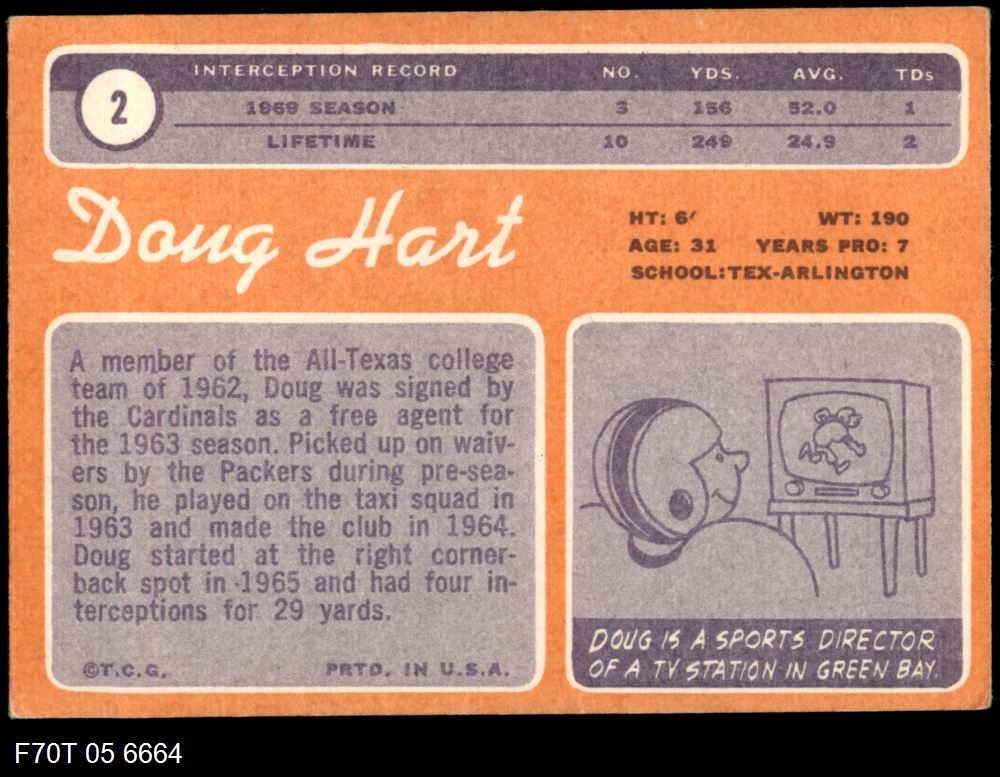 2
INTERCEPTION RECORD NO. YDS. AVG. TDs
1969 SEASON 3 156 52.0 1
LIFETIME 10 249 24.9 2
Doug Hart
HT: 6′ WT: 190
AGE: 31 YEARS PRO: 7
SCHOOL:TEX-ARLINGTON
A member of the All-Texas college
team of 1962, Doug was signed by
the Cardinals as a free agent for
the 1963 season. Picked up on waiv-
ers by the Packers during pre-sea-
son, he played on the taxi squad in
1963 and made the club in 1964.
Doug started at the right corner-
back spot in 1965 and had four in-
terceptions for 29 yards.
©T.C.G. PRTD. IN U.S.A.
DOUG IS A SPORTS DIRECTOR
OF A TV STATION IN GREEN BAY.
F70T 05 6664